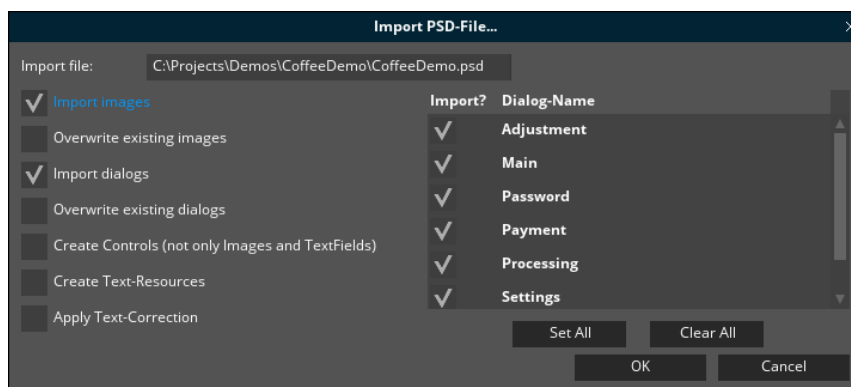 Import PSD-File...
Import file: C:\Projects\Demos\CoffeeDemo\CoffeeDemo.psd
Import images
Overwrite existing images
Import dialogs
Overwrite existing dialogs
Create Controls (not only Images and TextFields)
Create Text-Resources
Apply Text-Correction
Import? Dialog-Name
Adjustment
Main
Password
Payment
Processing
Settings
Set All Clear All
OK Cancel